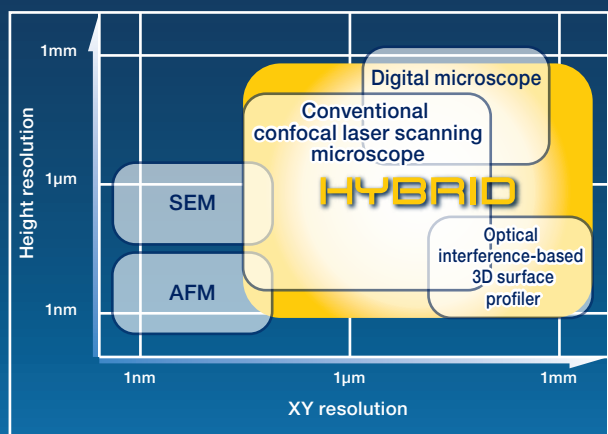 Height resolution
1mm
1μm
1nm
Digital microscope
Conventional
confocal laser scanning
microscope
HYBRID
SEM
AFM
Optical
interference-based
3D surface
profiler
1nm
1μm
1mm
XY resolution